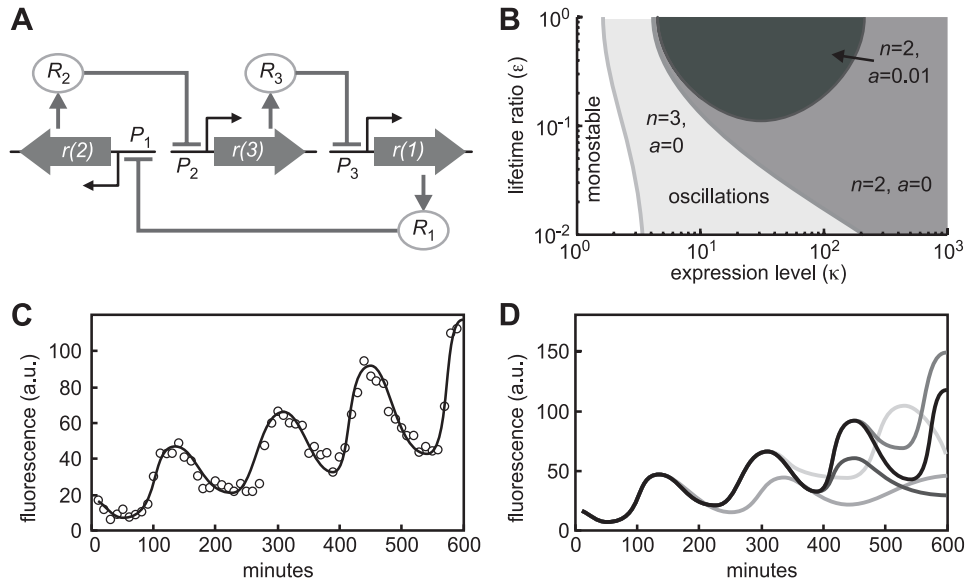 A
R2
R3
P1
r(2)
P2
r(3)
P3
r(1)
R1
B
lifetime ratio (ε)
10^0
10^-1
10^-2
monostable
n=3,
a=0
oscillations
n=2,
a=0.01
n=2, a=0
10^0
10^1
10^2
10^3
expression level (κ)
C
fluorescence (a.u.)
100
80
60
40
20
0
0 100 200 300 400 500 600
minutes
D
fluorescence (a.u.)
150
100
50
0
0 100 200 300 400 500 600
minutes